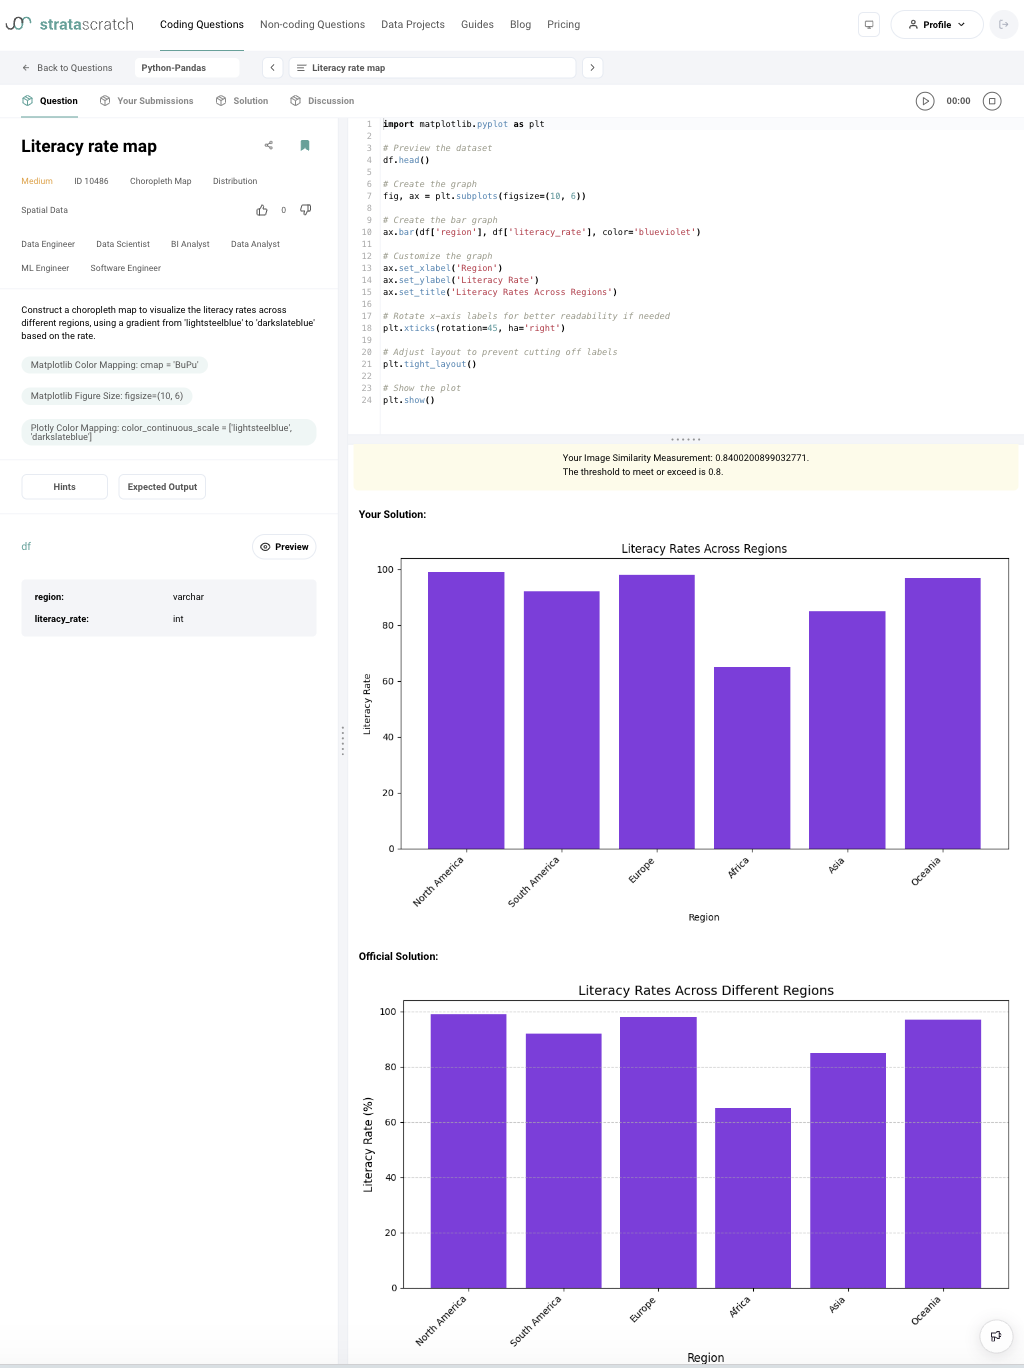 stratascratch
Coding Questions Non-coding Questions Data Projects Guides Blog Pricing Profile
Back to Questions Python-Pandas Literacy rate map
Question Your Submissions Solution Discussion 00:00
Literacy rate map
Medium ID 10486 Choropleth Map Distribution
Spatial Data 0
Data Engineer Data Scientist BI Analyst Data Analyst
ML Engineer Software Engineer
Construct a choropleth map to visualize the literacy rates across
different regions, using a gradient from 'lightsteelblue' to 'darkslateblue'
based on the rate.
Matplotlib Color Mapping: cmap = 'BuPu'
Matplotlib Figure Size: figsize=(10, 6)
Plotly Color Mapping: color_continuous_scale = ['lightsteelblue',
'darkslateblue']
Hints Expected Output
df Preview
region: varchar
literacy_rate: int
1 import matplotlib.pyplot as plt
2
3 # Preview the dataset
4 df.head()
5
6 # Create the graph
7 fig, ax = plt.subplots(figsize=(10, 6))
8
9 # Create the bar graph
10 ax.bar(df['region'], df['literacy_rate'], color='blueviolet')
11
12 # Customize the graph
13 ax.set_xlabel('Region')
14 ax.set_ylabel('Literacy Rate')
15 ax.set_title('Literacy Rates Across Regions')
16
17 # Rotate x-axis labels for better readability if needed
18 plt.xticks(rotation=45, ha='right')
19
20 # Adjust layout to prevent cutting off labels
21 plt.tight_layout()
22
23 # Show the plot
24 plt.show()
Your Image Similarity Measurement: 0.8400200899032771.
The threshold to meet or exceed is 0.8.
Your Solution:
Literacy Rates Across Regions
100
80
60
40
20
0
Literacy Rate
North America South America Europe Africa Asia Oceania
Region
Official Solution:
Literacy Rates Across Different Regions
100
80
60
40
20
0
Literacy Rate (%)
North America South America Europe Africa Asia Oceania
Region